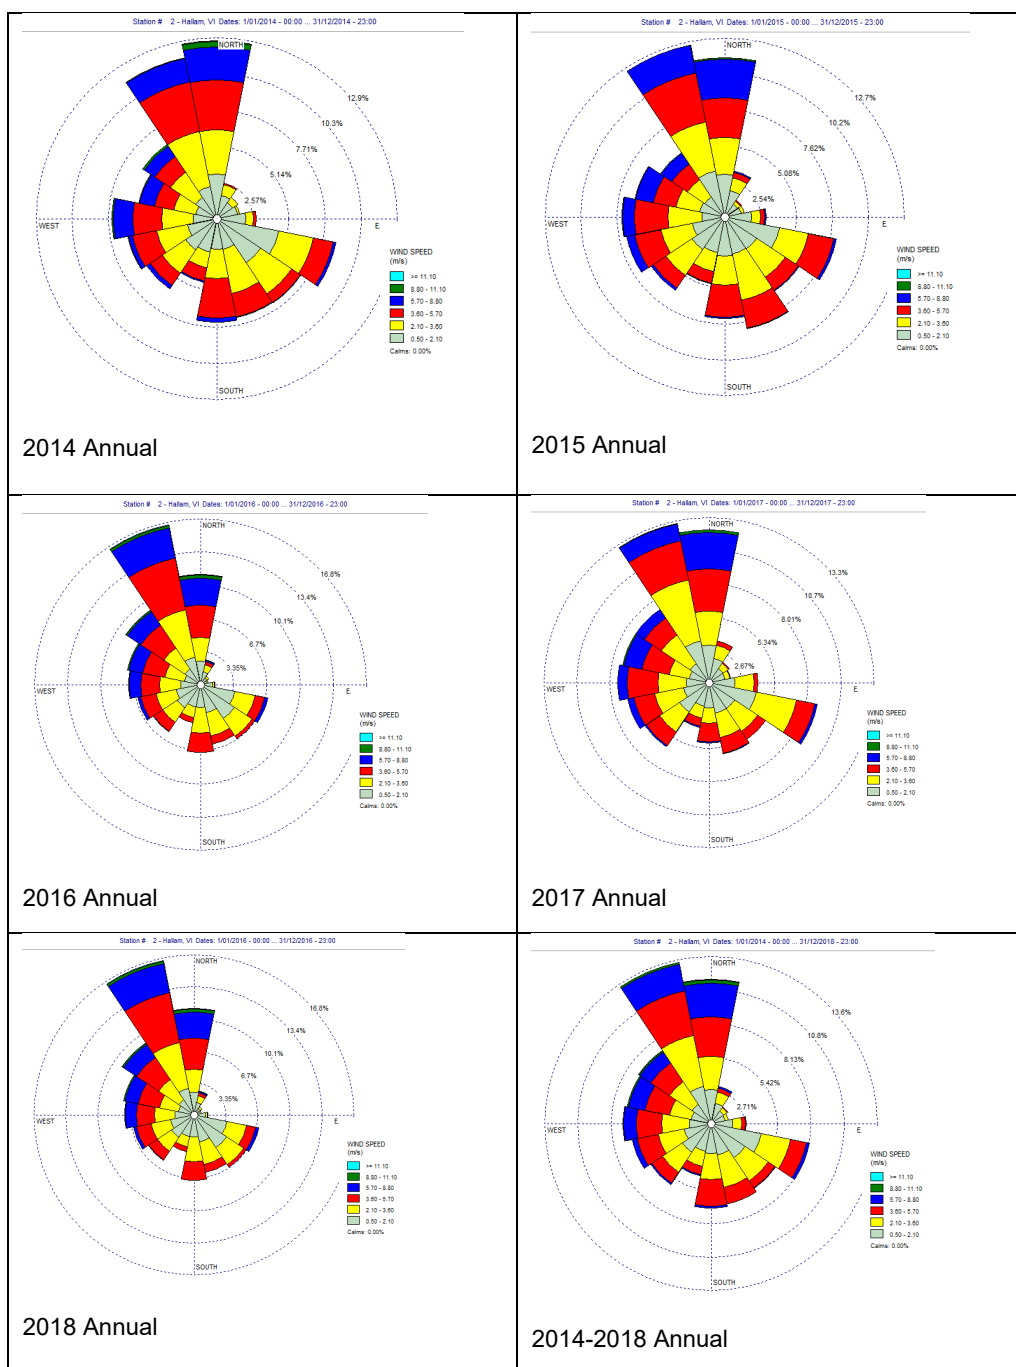 Station # 2 - Hallam, VI Dates: 1/01/2014 - 00:00 ... 31/12/2014 - 23:00
NORTH
12.9%
10.3%
7.71%
5.14%
2.57%
WEST
E
WIND SPEED
(m/s)
>= 11.10
8.80 - 11.10
5.70 - 8.80
3.60 - 5.70
2.10 - 3.60
0.50 - 2.10
Calms: 0.00%
SOUTH
2014 Annual
Station # 2 - Hallam, VI Dates: 1/01/2015 - 00:00 ... 31/12/2015 - 23:00
NORTH
12.7%
10.2%
7.62%
5.08%
2.54%
WEST
E
WIND SPEED
(m/s)
>= 11.10
8.80 - 11.10
5.70 - 8.80
3.60 - 5.70
2.10 - 3.60
0.50 - 2.10
Calms: 0.00%
SOUTH
2015 Annual
Station # 2 - Hallam, VI Dates: 1/01/2016 - 00:00 ... 31/12/2016 - 23:00
NORTH
16.8%
13.4%
10.1%
6.7%
3.35%
WEST
E
WIND SPEED
(m/s)
>= 11.10
8.80 - 11.10
5.70 - 8.80
3.60 - 5.70
2.10 - 3.60
0.50 - 2.10
Calms: 0.00%
SOUTH
2016 Annual
Station # 2 - Hallam, VI Dates: 1/01/2017 - 00:00 ... 31/12/2017 - 23:00
NORTH
13.3%
10.7%
8.01%
5.34%
2.67%
WEST
E
WIND SPEED
(m/s)
>= 11.10
8.80 - 11.10
5.70 - 8.80
3.60 - 5.70
2.10 - 3.60
0.50 - 2.10
Calms: 0.00%
SOUTH
2017 Annual
Station # 2 - Hallam, VI Dates: 1/01/2016 - 00:00 ... 31/12/2016 - 23:00
NORTH
16.8%
13.4%
10.1%
6.7%
3.35%
WEST
E
WIND SPEED
(m/s)
>= 11.10
8.80 - 11.10
5.70 - 8.80
3.60 - 5.70
2.10 - 3.60
0.50 - 2.10
Calms: 0.00%
SOUTH
2018 Annual
Station # 2 - Hallam, VI Dates: 1/01/2014 - 00:00 ... 31/12/2018 - 23:00
NORTH
13.6%
10.8%
8.13%
5.42%
2.71%
WEST
E
WIND SPEED
(m/s)
>= 11.10
8.80 - 11.10
5.70 - 8.80
3.60 - 5.70
2.10 - 3.60
0.50 - 2.10
Calms: 0.00%
SOUTH
2014-2018 Annual